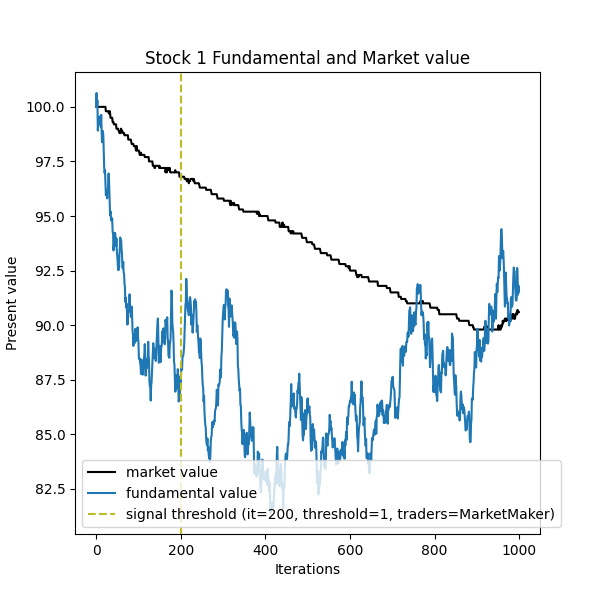 Stock 1 Fundamental and Market value
Present value
100.0
97.5
95.0
92.5
90.0
87.5
85.0
82.5
market value
fundamental value
signal threshold (it=200, threshold=1, traders=MarketMaker)
0 200 400 600 800 1000
Iterations